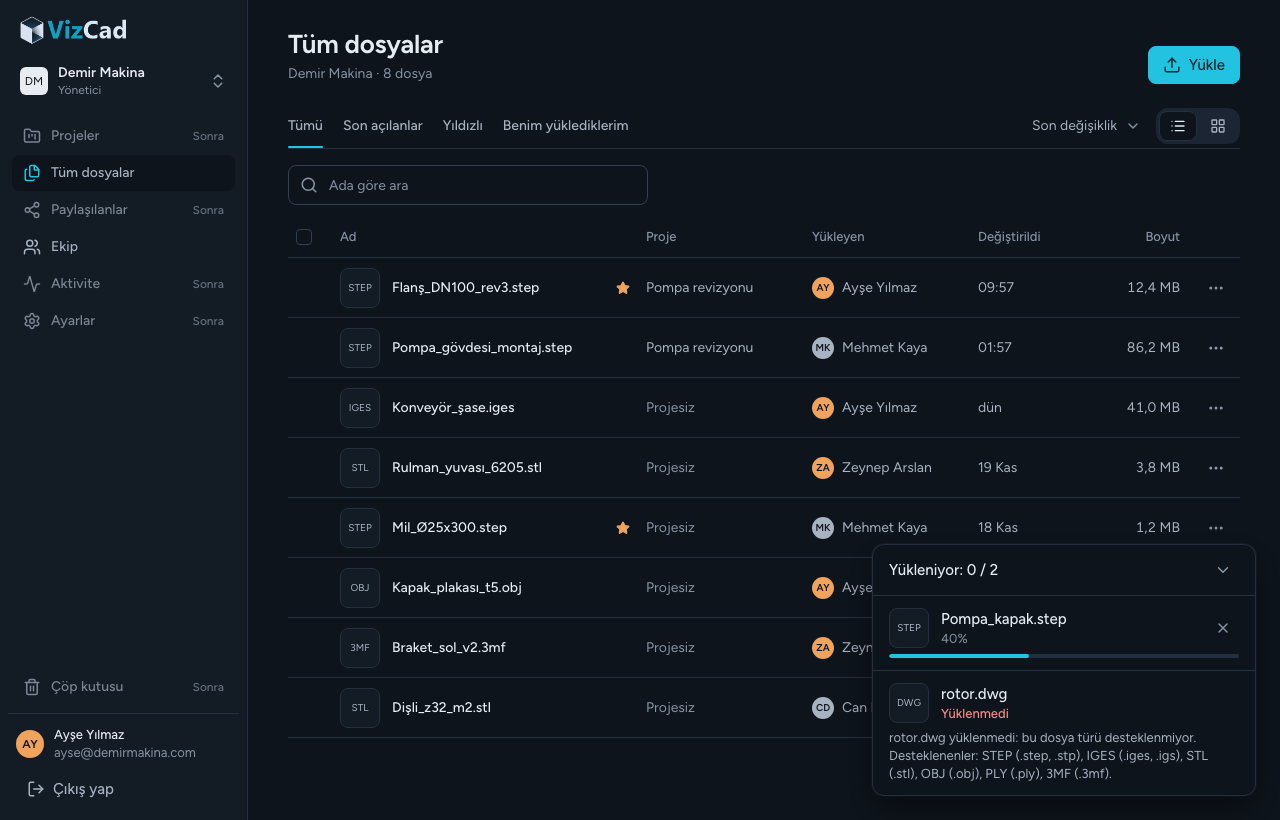 VizCad
DM
Demir Makina
Yönetici
Projeler Sonra
Tüm dosyalar
Paylaşılanlar Sonra
Ekip
Aktivite Sonra
Ayarlar Sonra
Çöp kutusu Sonra
AY
Ayşe Yılmaz
ayse@demirmakina.com
Çıkış yap
Tüm dosyalar
Demir Makina · 8 dosya
Yükle
Tümü Son açılanlar Yıldızlı Benim yüklediklerim Son değişiklik
Ada göre ara
Ad Proje Yükleyen Değiştirildi Boyut
STEP Flanş_DN100_rev3.step Pompa revizyonu AY Ayşe Yılmaz 09:57 12,4 MB
STEP Pompa_gövdesi_montaj.step Pompa revizyonu MK Mehmet Kaya 01:57 86,2 MB
IGES Konveyör_şase.iges Projesiz AY Ayşe Yılmaz dün 41,0 MB
STL Rulman_yuvası_6205.stl Projesiz ZA Zeynep Arslan 19 Kas 3,8 MB
STEP Mil_Ø25x300.step Projesiz MK Mehmet Kaya 18 Kas 1,2 MB
OBJ Kapak_plakası_t5.obj Projesiz AY Ayşe
3MF Braket_sol_v2.3mf Projesiz ZA Zeyn
STL Dişli_z32_m2.stl Projesiz CD Can
Yükleniyor: 0 / 2
STEP Pompa_kapak.step
40%
DWG rotor.dwg
Yüklenmedi
rotor.dwg yüklenmedi: bu dosya türü desteklenmiyor.
Desteklenenler: STEP (.step, .stp), IGES (.iges, .igs), STL
(.stl), OBJ (.obj), PLY (.ply), 3MF (.3mf).